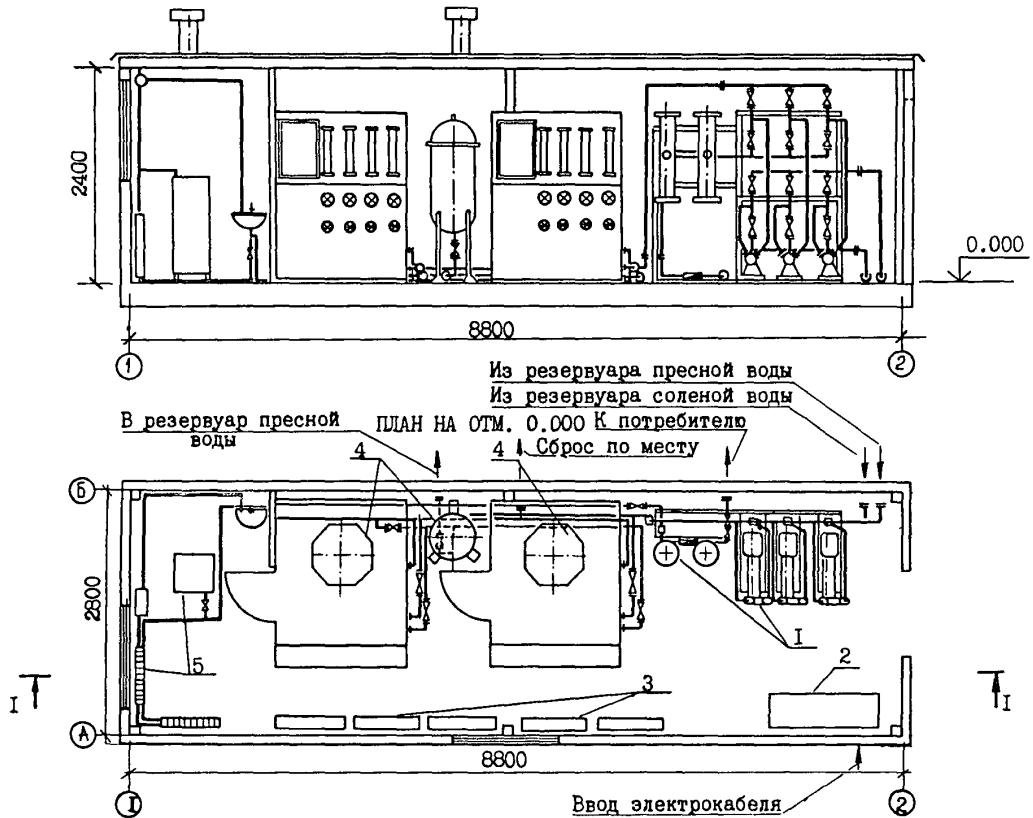 2400
0.000
8800
1
2
Из резервуара пресной воды
Из резервуара соленой воды
В резервуар пресной
воды
ПЛАН НА ОТМ. 0.000
К потребителю
Сброс по месту
4
4
Б
2800
I
5
3
2
I
I
А
8800
I
2
Ввод электрокабеля